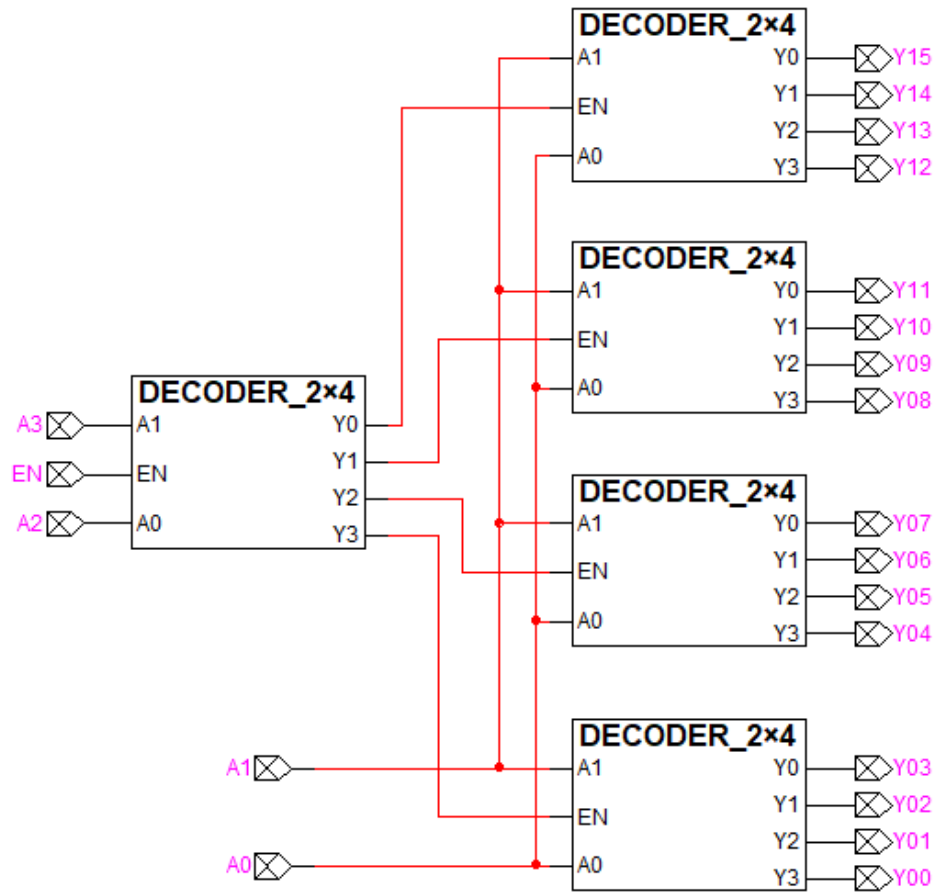 DECODER_2×4
A1 Y0 Y15
Y1 Y14
EN
Y2 Y13
A0 Y3 Y12
DECODER_2×4
A1 Y0 Y11
Y1 Y10
EN
Y2 Y09
A0 Y3 Y08
DECODER_2×4
A3 A1 Y0
Y1
EN EN
Y2
A2 A0 Y3
DECODER_2×4
A1 Y0 Y07
Y1 Y06
EN
Y2 Y05
A0 Y3 Y04
DECODER_2×4
A1 A1 Y0 Y03
Y1 Y02
EN
Y2 Y01
A0 A0 Y3 Y00